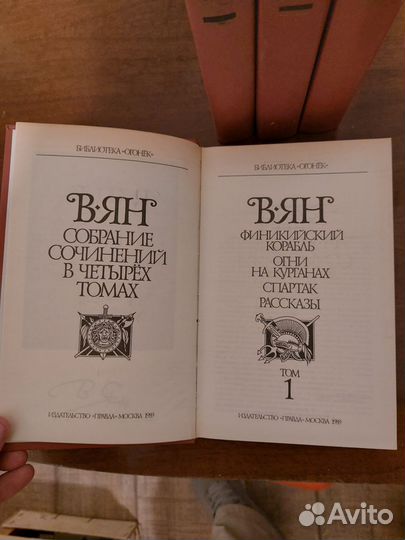 БИБЛИОТЕКА «ОГОНЕК»
В·ЯН
СОБРАНИЕ
СОЧИНЕНИЙ
В ЧЕТЫРЁХ
ТОМАХ
ИЗДАТЕЛЬСТВО «ПРАВДА» МОСКВА 1989
БИБЛИОТЕКА «ОГОНЕК»
В·ЯН
ФИНИКИЙСКИЙ
КОРАБЛЬ
ОГНИ
НА КУРГАНАХ
СПАРТАК
РАССКАЗЫ
ТОМ
1
ИЗДАТЕЛЬСТВО «ПРАВДА» МОСКВА 1989
Avito